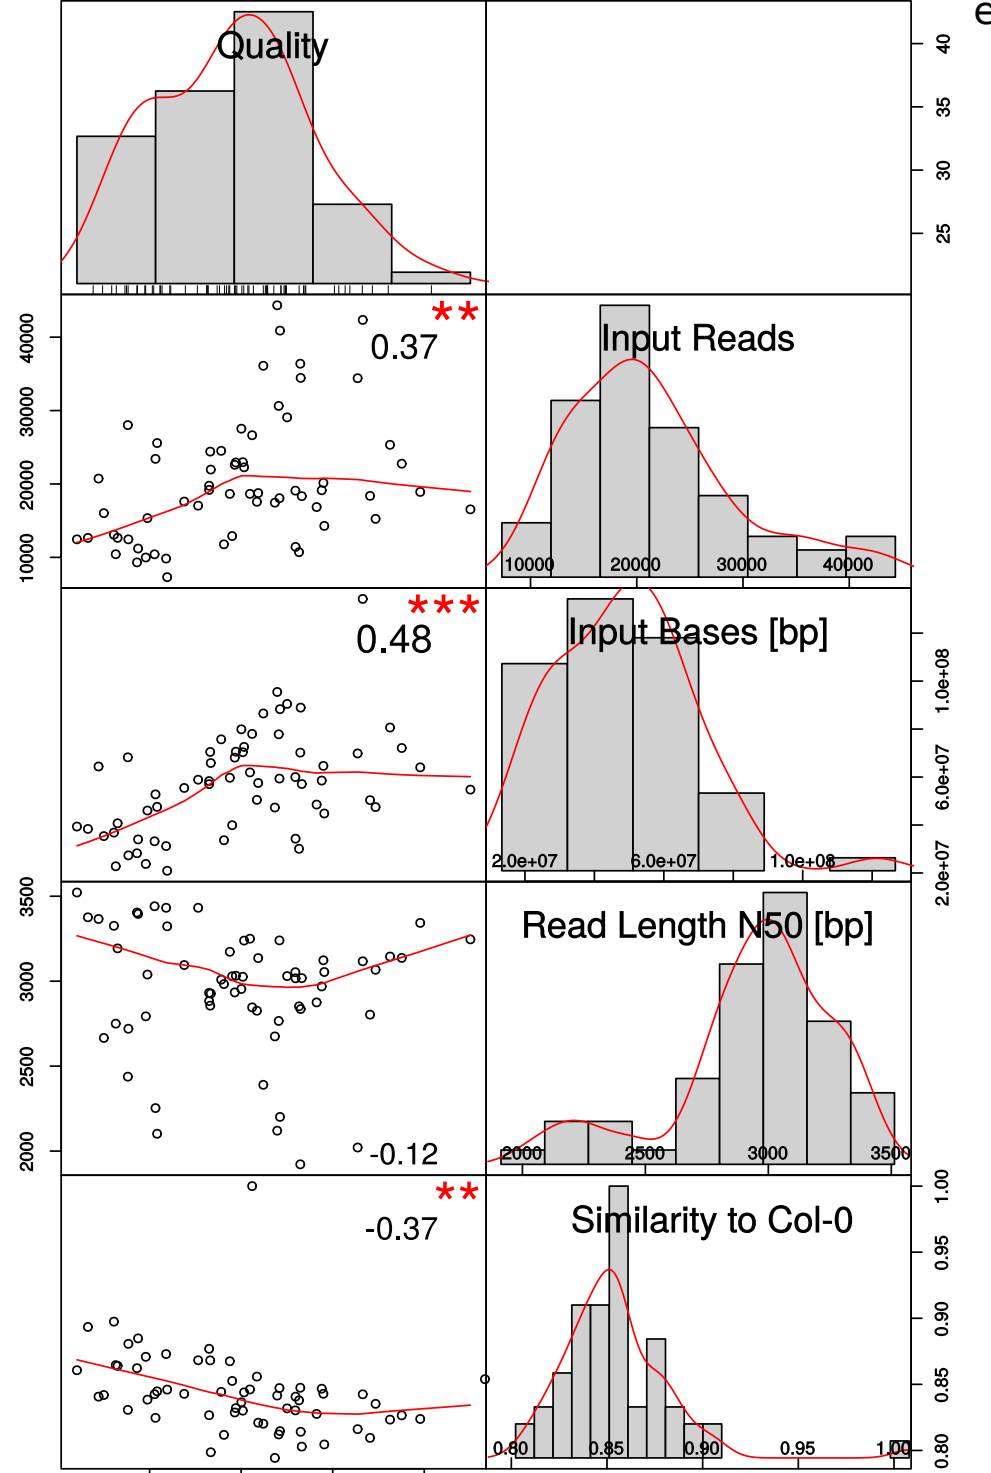 e
Quality
40
35
30
25
**
0.37
40000
30000
20000
10000
Input Reads
10000 20000 30000 40000
***
0.48
Input Bases [bp]
2.0e+07 6.0e+07 1.0e+08
1.0e+08
6.0e+07
2.0e+07
3500
3000
2500
2000
-0.12
Read Length N50 [bp]
2000 2500 3000 3500
**
-0.37
Similarity to Col-0
0.80 0.85 0.90 0.95 1.00
1.00
0.95
0.90
0.85
0.80